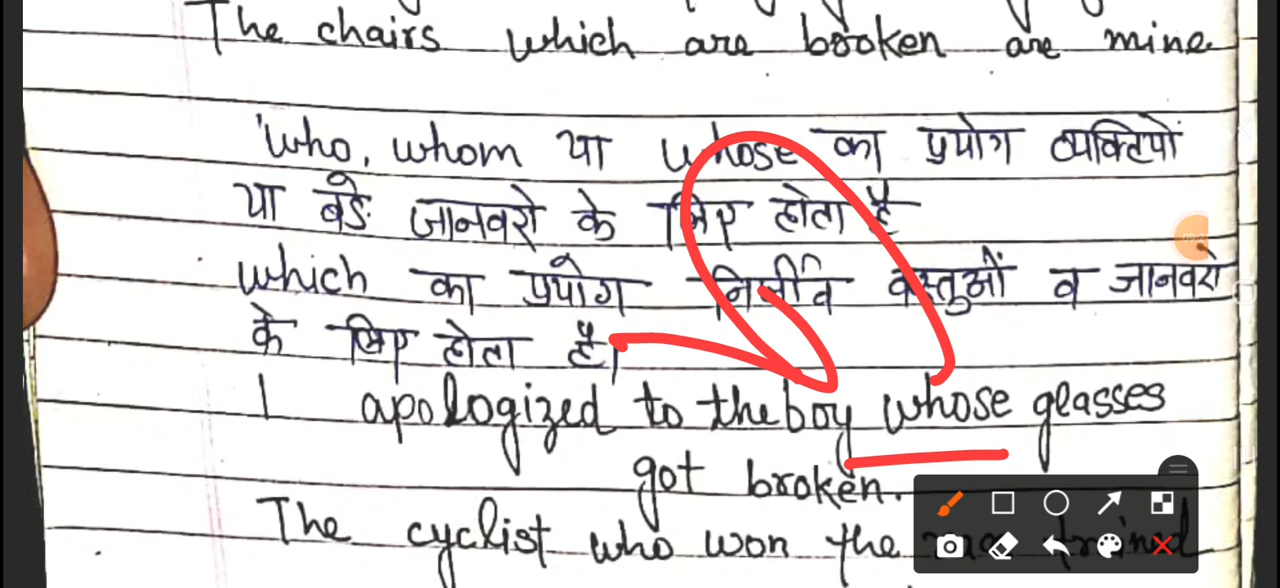 The chairs which are broken are mine
'who, whom या whose का प्रयोग व्यक्तियों
या बडे जानवरो के लिए होता है
which का प्रयोग निर्जीव वस्तुओं व जानवरो
के लिए होता है।
I apologized to the boy whose glasses
got broken.
The cyclist who won the